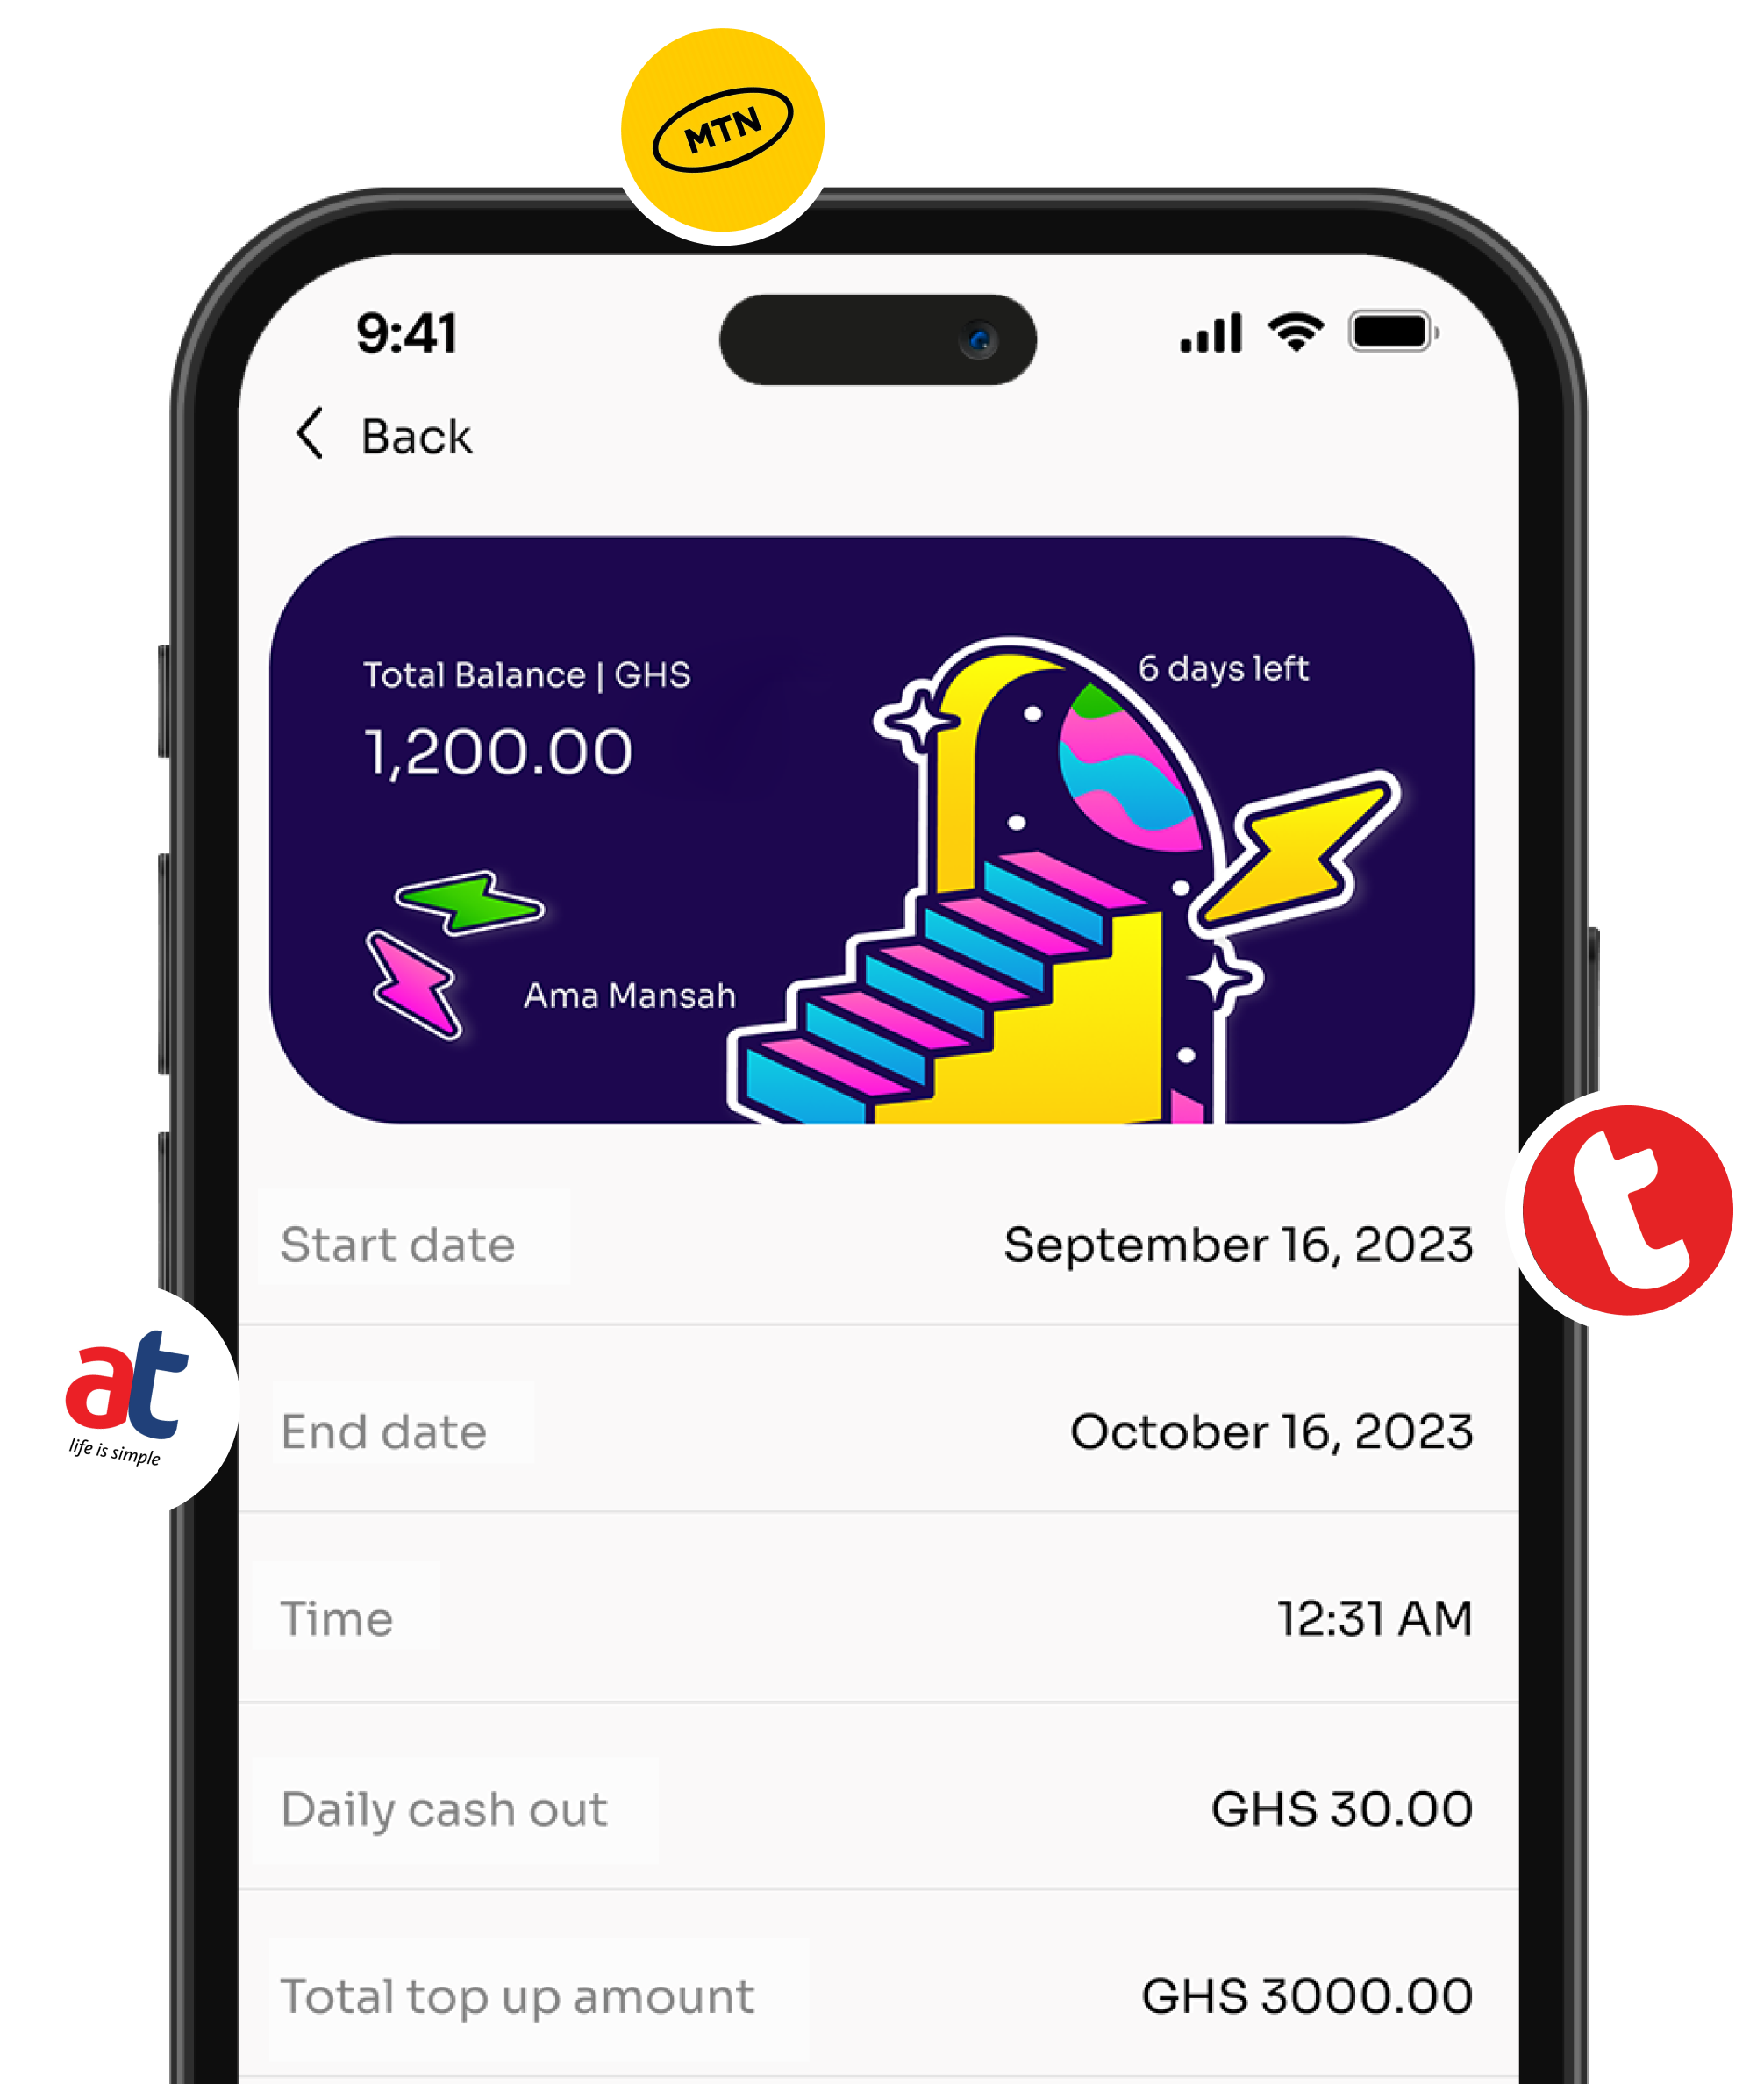 MTN
9:41
Back
Total Balance | GHS
6 days left
1,200.00
Ama Mansah
Start date
September 16, 2023
t
End date
October 16, 2023
at
life is simple
Time
12:31 AM
Daily cash out
GHS 30.00
Total top up amount
GHS 3000.00